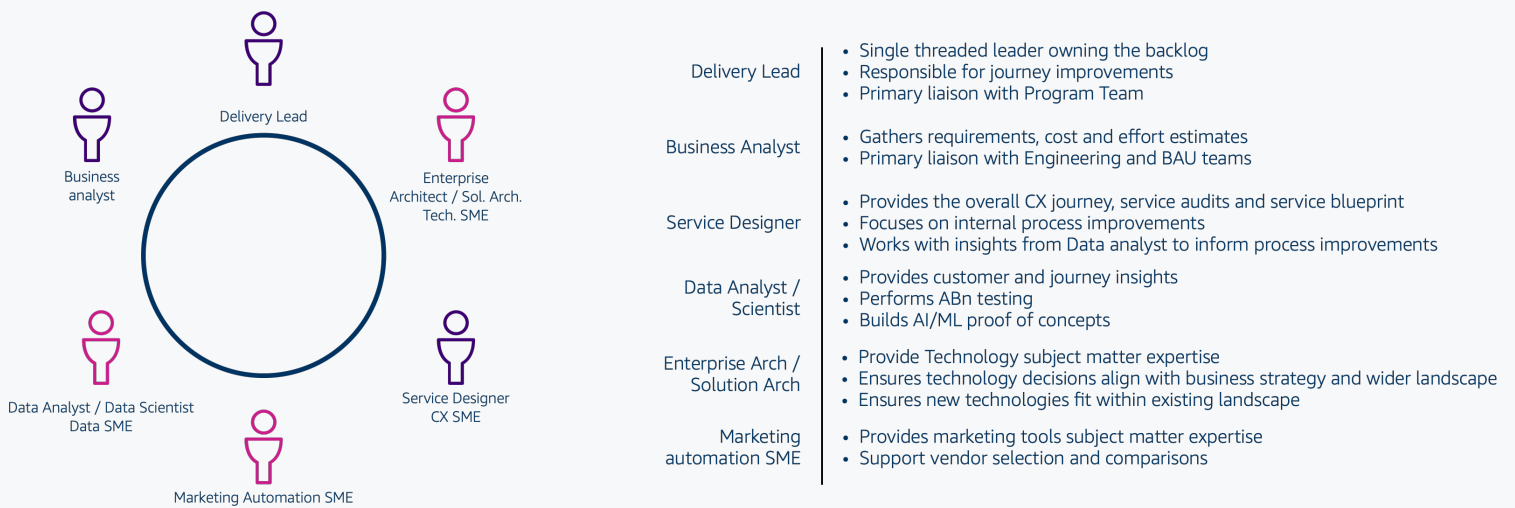 Delivery Lead
Business
analyst
Enterprise
Architect / Sol. Arch.
Tech. SME
Data Analyst / Data Scientist
Data SME
Service Designer
CX SME
Marketing Automation SME
Delivery Lead
• Single threaded leader owning the backlog
• Responsible for journey improvements
• Primary liaison with Program Team
Business Analyst
• Gathers requirements, cost and effort estimates
• Primary liaison with Engineering and BAU teams
Service Designer
• Provides the overall CX journey, service audits and service blueprint
• Focuses on internal process improvements
• Works with insights from Data analyst to inform process improvements
Data Analyst /
Scientist
• Provides customer and journey insights
• Performs ABn testing
• Builds AI/ML proof of concepts
Enterprise Arch /
Solution Arch
• Provide Technology subject matter expertise
• Ensures technology decisions align with business strategy and wider landscape
• Ensures new technologies fit within existing landscape
Marketing
automation SME
• Provides marketing tools subject matter expertise
• Support vendor selection and comparisons